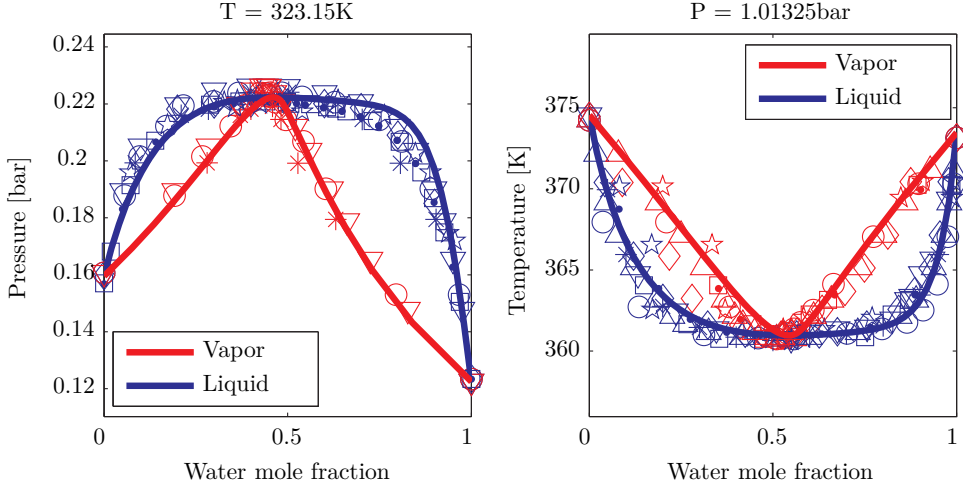 T = 323.15K
0.24
0.22
0.2
0.18
0.16
0.14
0.12
Pressure [bar]
Vapor
Liquid
0
0.5
1
Water mole fraction
P = 1.01325bar
375
370
365
360
Temperature [K]
Vapor
Liquid
0
0.5
1
Water mole fraction